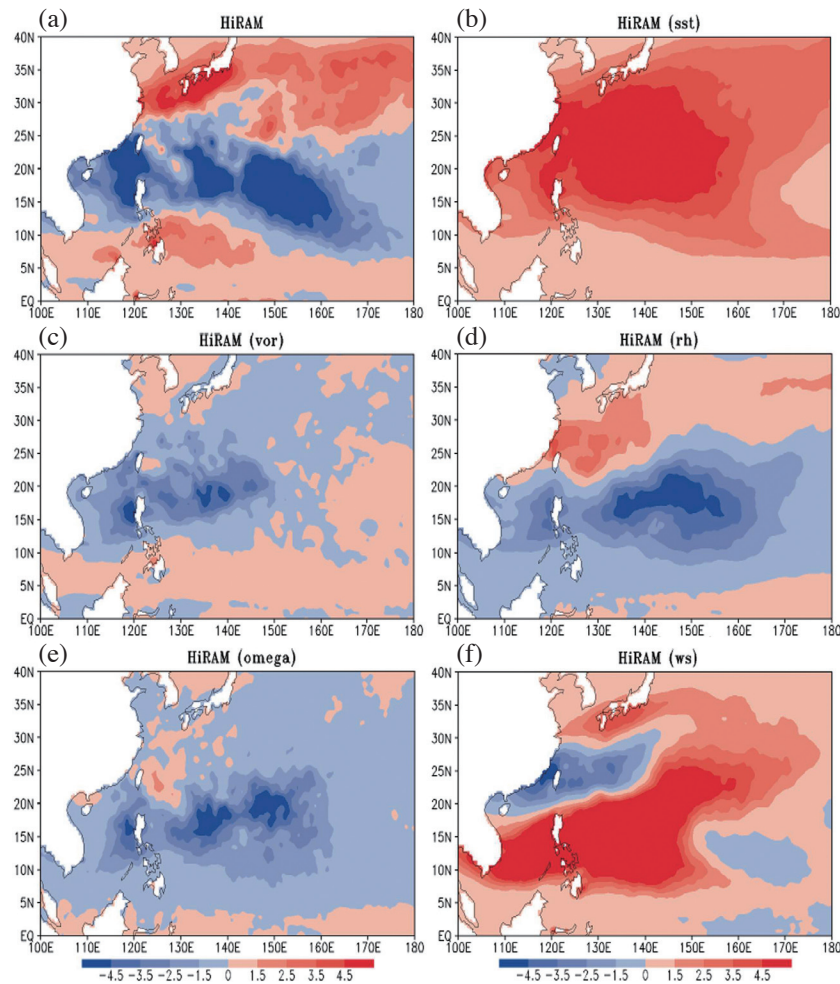 (a) HiRAM
40N
35N
30N
25N
20N
15N
10N
5N
EQ
100E 110E 120E 130E 140E 150E 160E 170E 180
(b) HiRAM (sst)
40N
35N
30N
25N
20N
15N
10N
5N
EQ
100E 110E 120E 130E 140E 150E 160E 170E 180
(c) HiRAM (vor)
40N
35N
30N
25N
20N
15N
10N
5N
EQ
100E 110E 120E 130E 140E 150E 160E 170E 180
(d) HiRAM (rh)
40N
35N
30N
25N
20N
15N
10N
5N
EQ
100E 110E 120E 130E 140E 150E 160E 170E 180
(e) HiRAM (omega)
40N
35N
30N
25N
20N
15N
10N
5N
EQ
100E 110E 120E 130E 140E 150E 160E 170E 180
(f) HiRAM (ws)
40N
35N
30N
25N
20N
15N
10N
5N
EQ
100E 110E 120E 130E 140E 150E 160E 170E 180
−4.5 −3.5 −2.5 −1.5 0 1.5 2.5 3.5 4.5
−4.5 −3.5 −2.5 −1.5 0 1.5 2.5 3.5 4.5